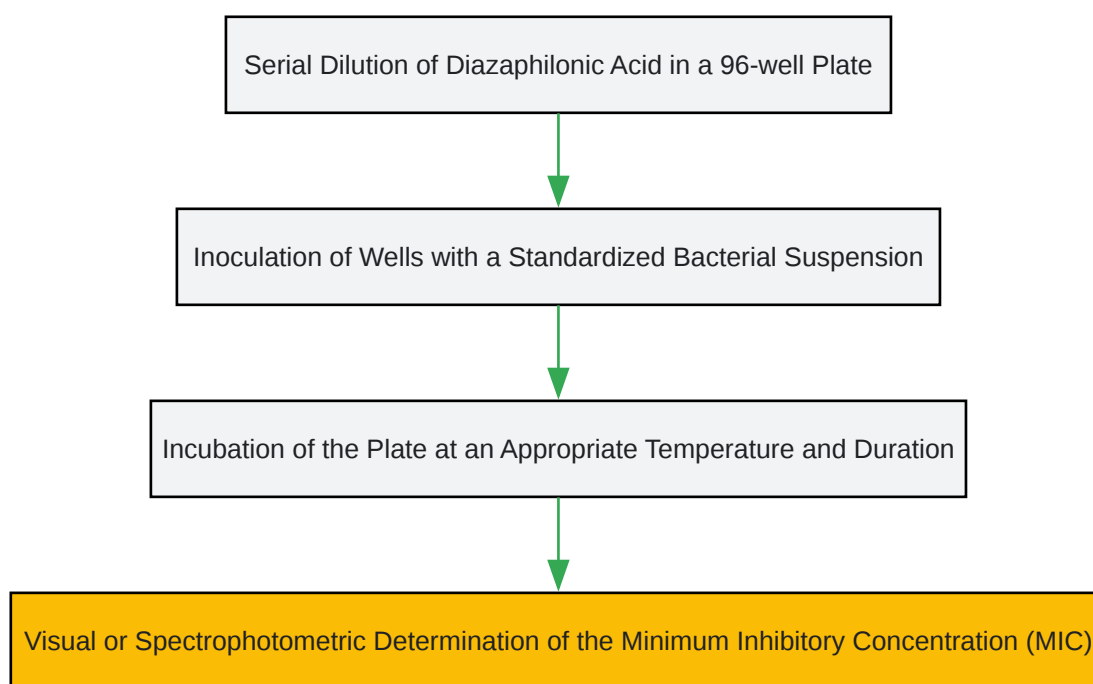 Serial Dilution of Diazaphilonic Acid in a 96-well Plate
Inoculation of Wells with a Standardized Bacterial Suspension
Incubation of the Plate at an Appropriate Temperature and Duration
Visual or Spectrophotometric Determination of the Minimum Inhibitory Concentration (MIC)